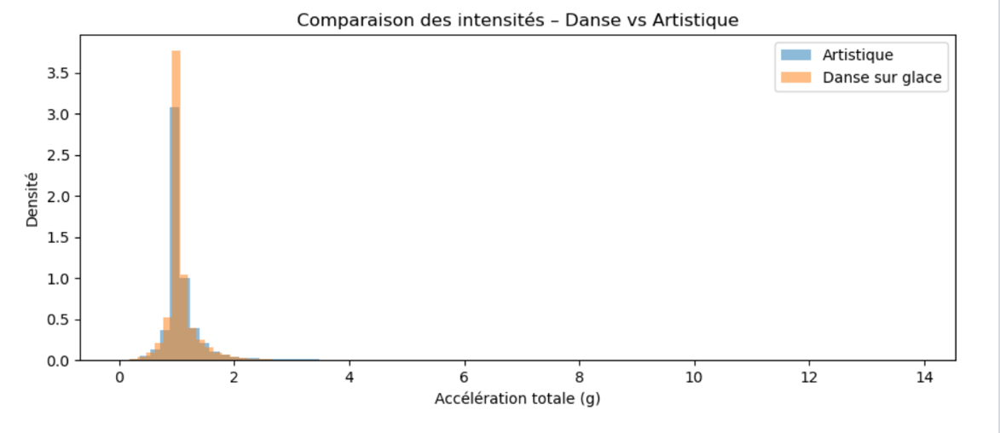 Comparaison des intensités – Danse vs Artistique
Artistique
Danse sur glace
3.5
3.0
2.5
2.0
1.5
1.0
0.5
0.0
Densité
0 2 4 6 8 10 12 14
Accélération totale (g)